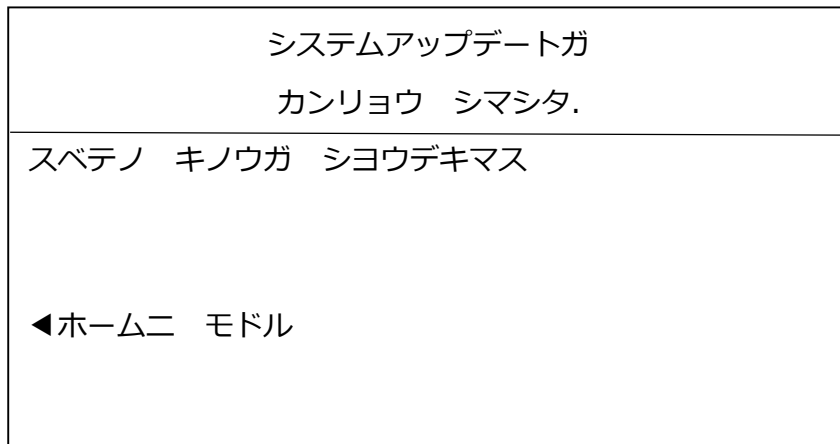 システムアップデートガ
カンリョウ　シマシタ.
スベテノ　キノウガ　シヨウデキマス
◀ホームニ　モドル